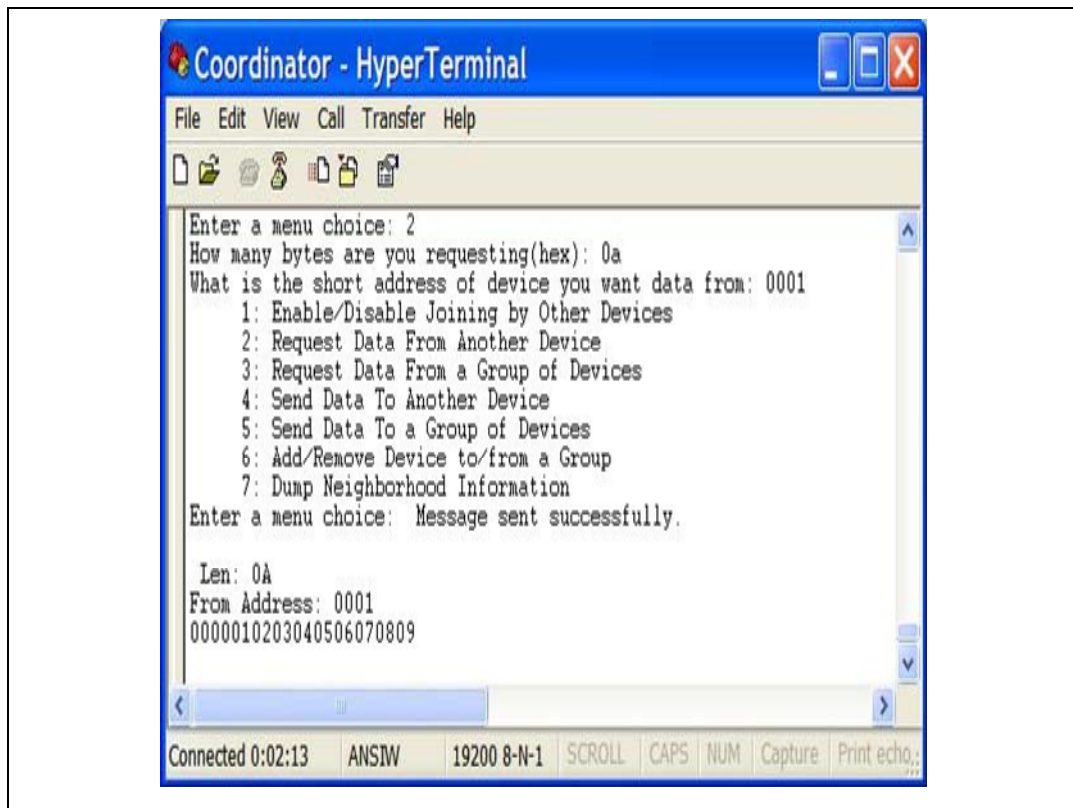 Coordinator - HyperTerminal
File Edit View Call Transfer Help
Enter a menu choice: 2
How many bytes are you requesting(hex): 0a
What is the short address of device you want data from: 0001
1: Enable/Disable Joining by Other Devices
2: Request Data From Another Device
3: Request Data From a Group of Devices
4: Send Data To Another Device
5: Send Data To a Group of Devices
6: Add/Remove Device to/from a Group
7: Dump Neighborhood Information
Enter a menu choice: Message sent successfully.
Len: 0A
From Address: 0001
0000010203040506070809
Connected 0:02:13 ANSIW 19200 8-N-1 SCROLL CAPS NUM Capture Print echo